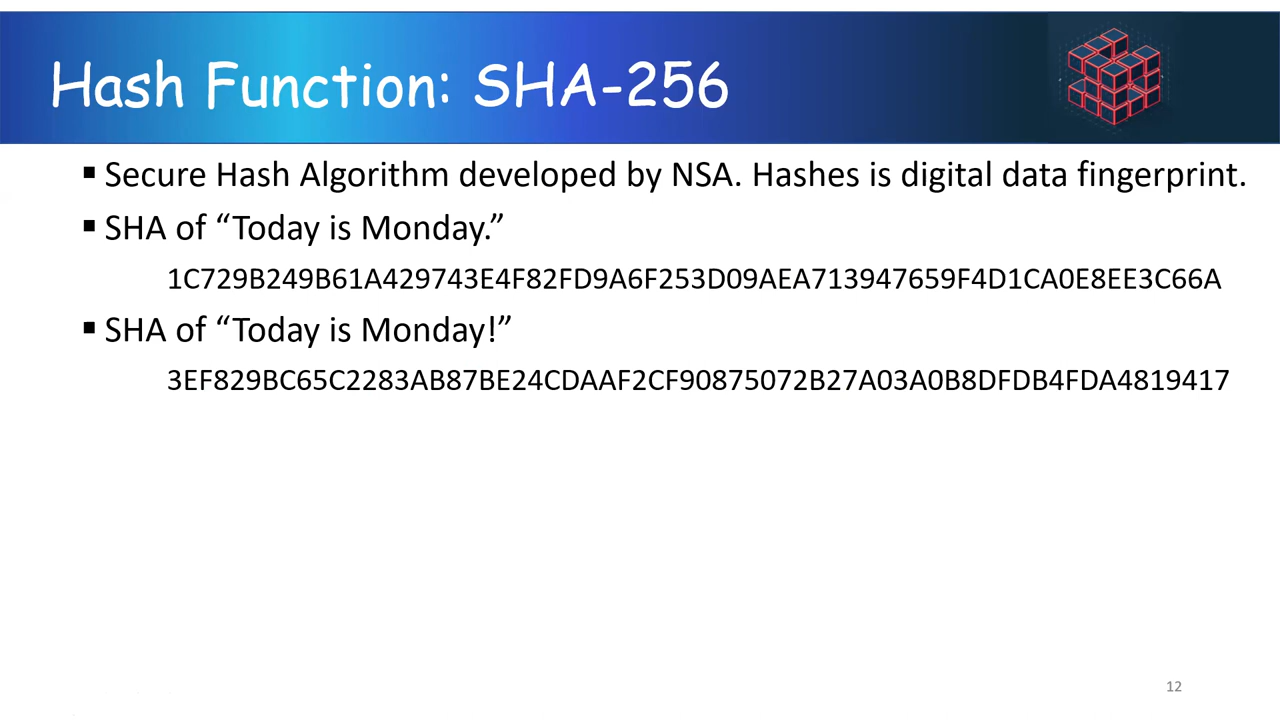 Hash Function: SHA-256
▪ Secure Hash Algorithm developed by NSA. Hashes is digital data fingerprint.
▪ SHA of “Today is Monday.”
1C729B249B61A429743E4F82FD9A6F253D09AEA713947659F4D1CA0E8EE3C66A
▪ SHA of “Today is Monday!”
3EF829BC65C2283AB87BE24CDAAF2CF90875072B27A03A0B8DFDB4FDA4819417
12